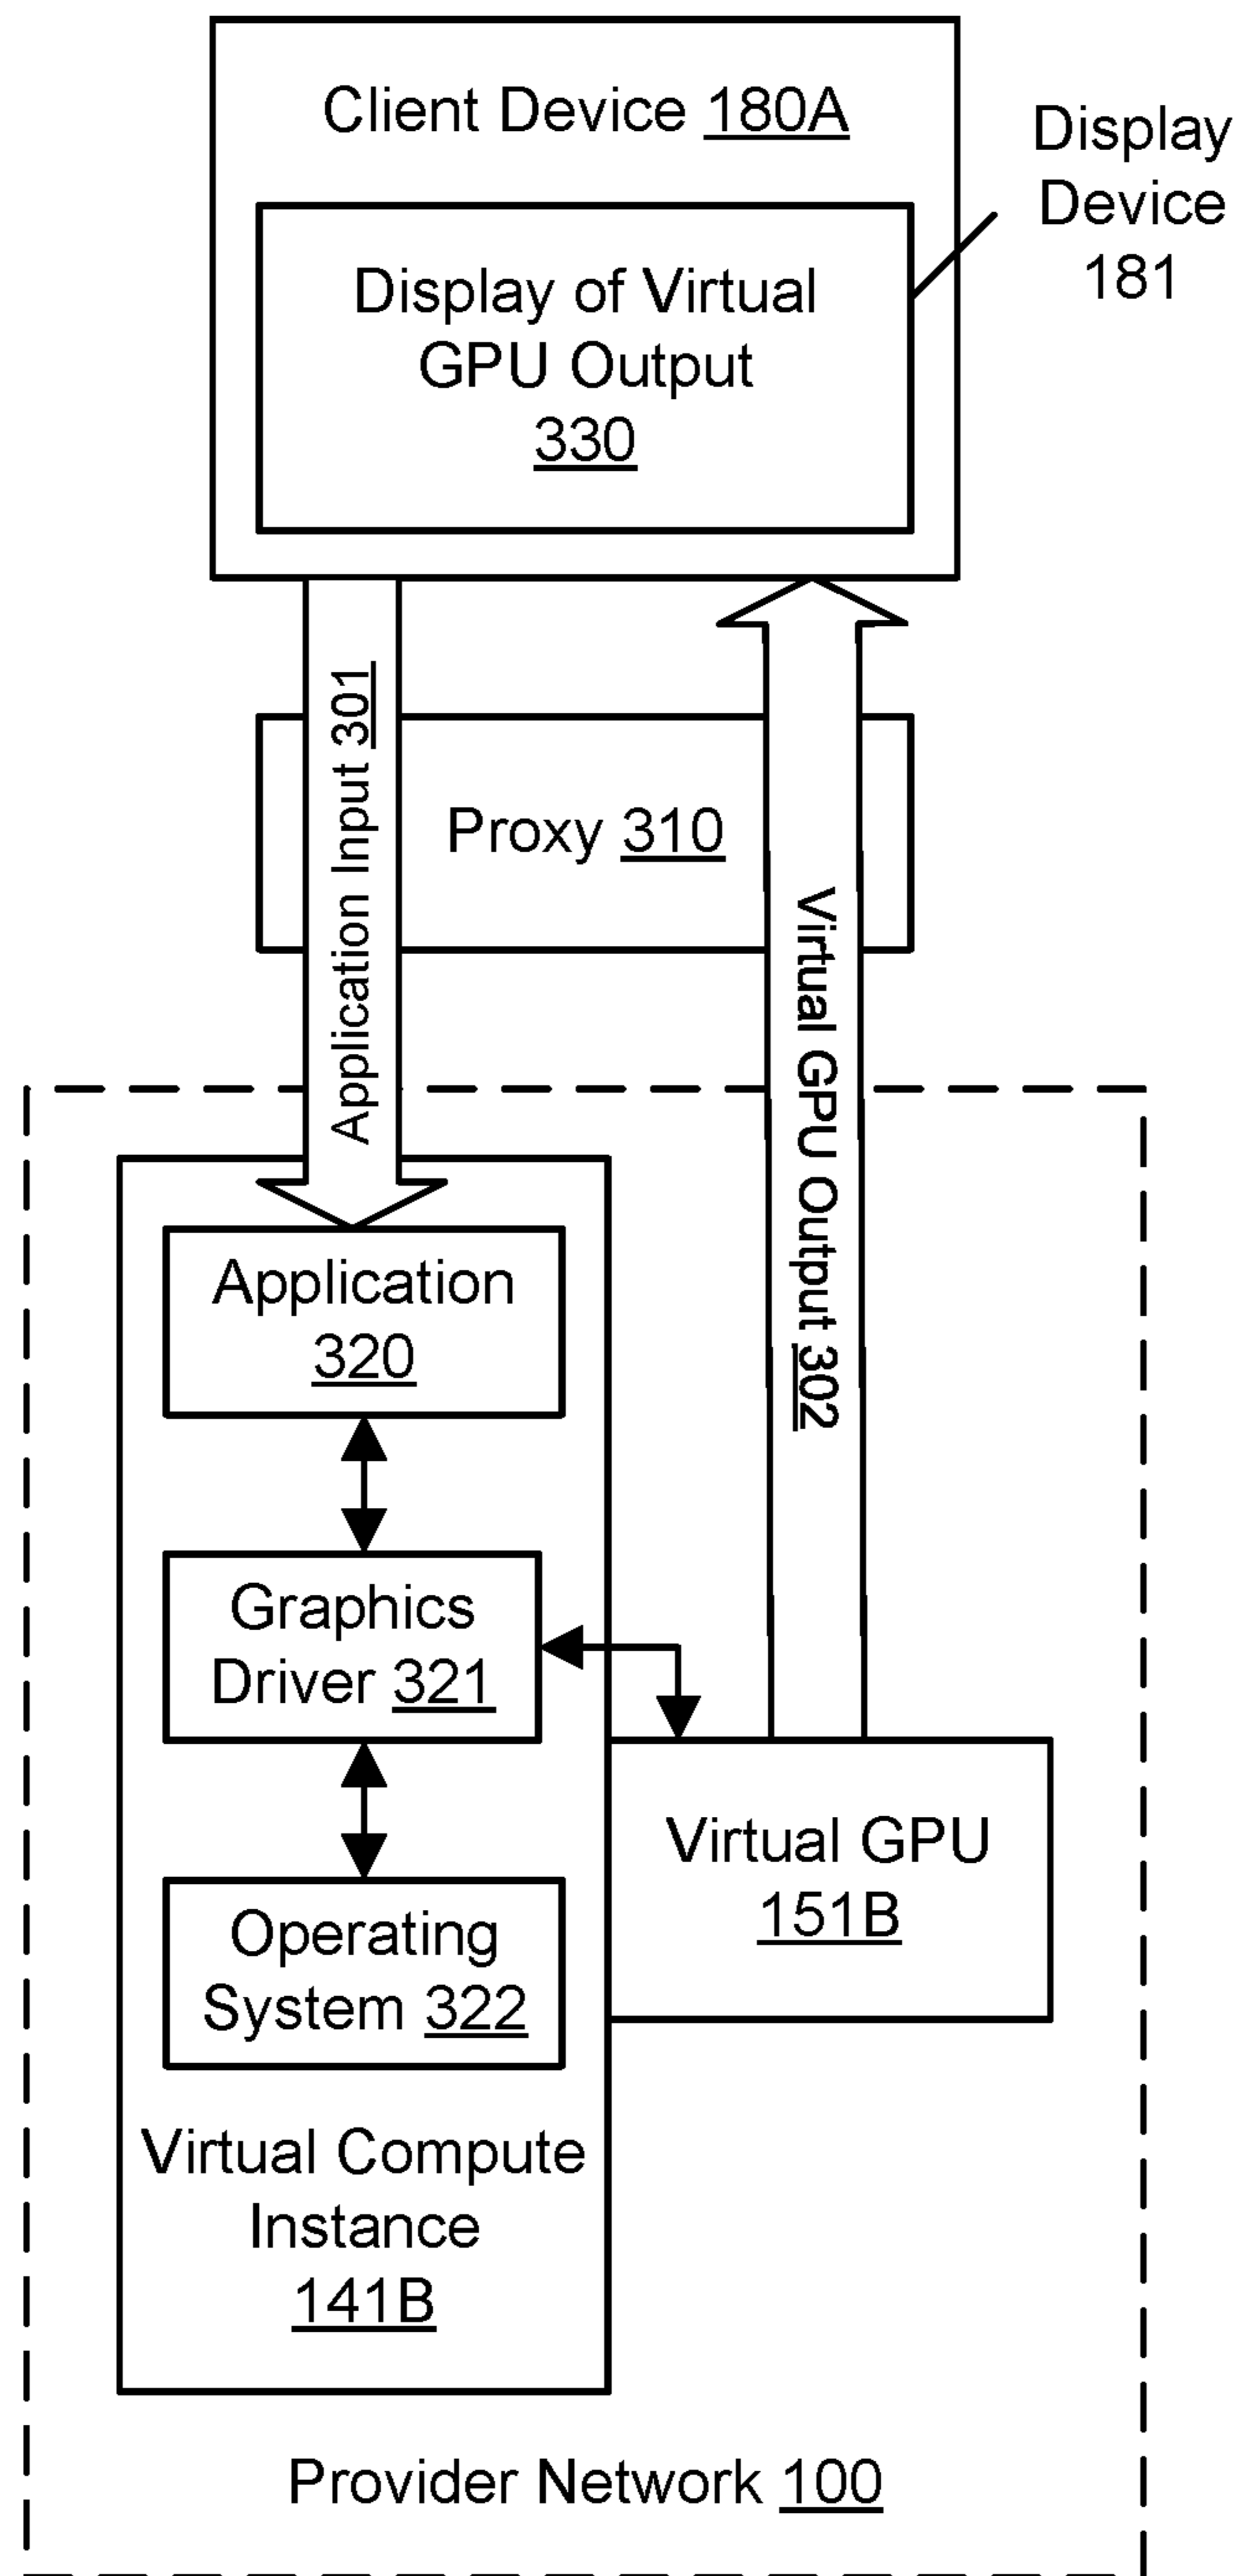 Client Device 180A
Display
Device
181
Display of Virtual
GPU Output
330
Application Input 301
Proxy 310
Virtual GPU Output 302
Application
320
Graphics
Driver 321
Virtual GPU
151B
Operating
System 322
Virtual Compute
Instance
141B
Provider Network 100